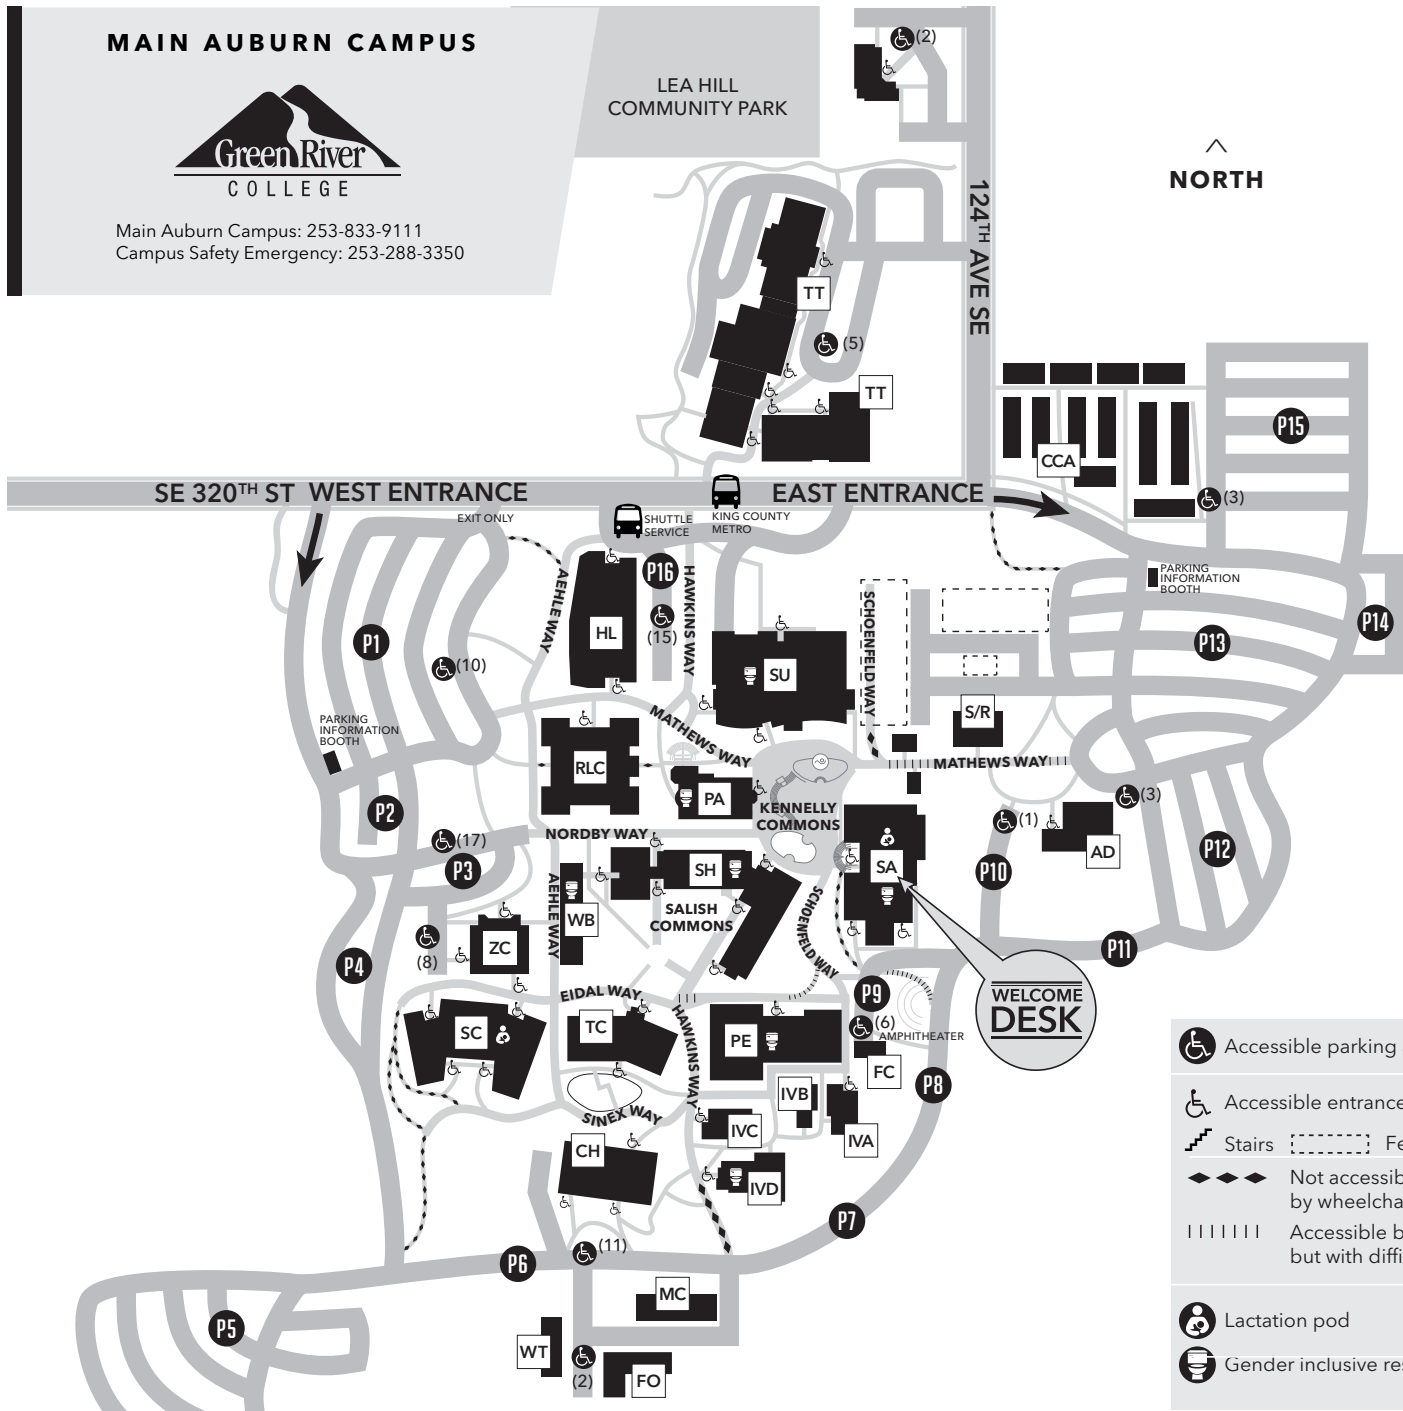 MAIN AUBURN CAMPUS
Green River
COLLEGE
Main Auburn Campus: 253-833-9111
Campus Safety Emergency: 253-288-3350
LEA HILL
COMMUNITY PARK
(2)
NORTH
124TH AVE SE
TT
(5)
TT
CCA
P15
(3)
SE 320TH ST
WEST ENTRANCE
EAST ENTRANCE
EXIT ONLY
SHUTTLE
SERVICE
KING COUNTY
METRO
PARKING
INFORMATION
BOOTH
P16
(15)
AEHLE WAY
HAWKINS WAY
SCHOENFELD WAY
HL
P1
(10)
SU
S/R
P13
P14
PARKING
INFORMATION
BOOTH
MATHEWS WAY
RLC
PA
KENNELLY
COMMONS
MATHEWS WAY
(3)
(1)
AD
P2
(17)
P3
NORDBY WAY
SH
SA
P10
P12
AEHLE WAY
WB
SALISH
COMMONS
SCHOENFELD WAY
ZC
(8)
P4
P11
P9
WELCOME
DESK
EIDAL WAY
HAWKINS WAY
SC
TC
PE
(6)
AMPHITHEATER
FC
P8
IVB
SINEX WAY
IVC
IVA
CH
IVD
P7
(11)
P6
MC
P5
WT
(2)
FO
Accessible parking
Accessible entrance
Stairs
Fe
Not accessib
by wheelcha
Accessible b
but with diffi
Lactation pod
Gender inclusive res